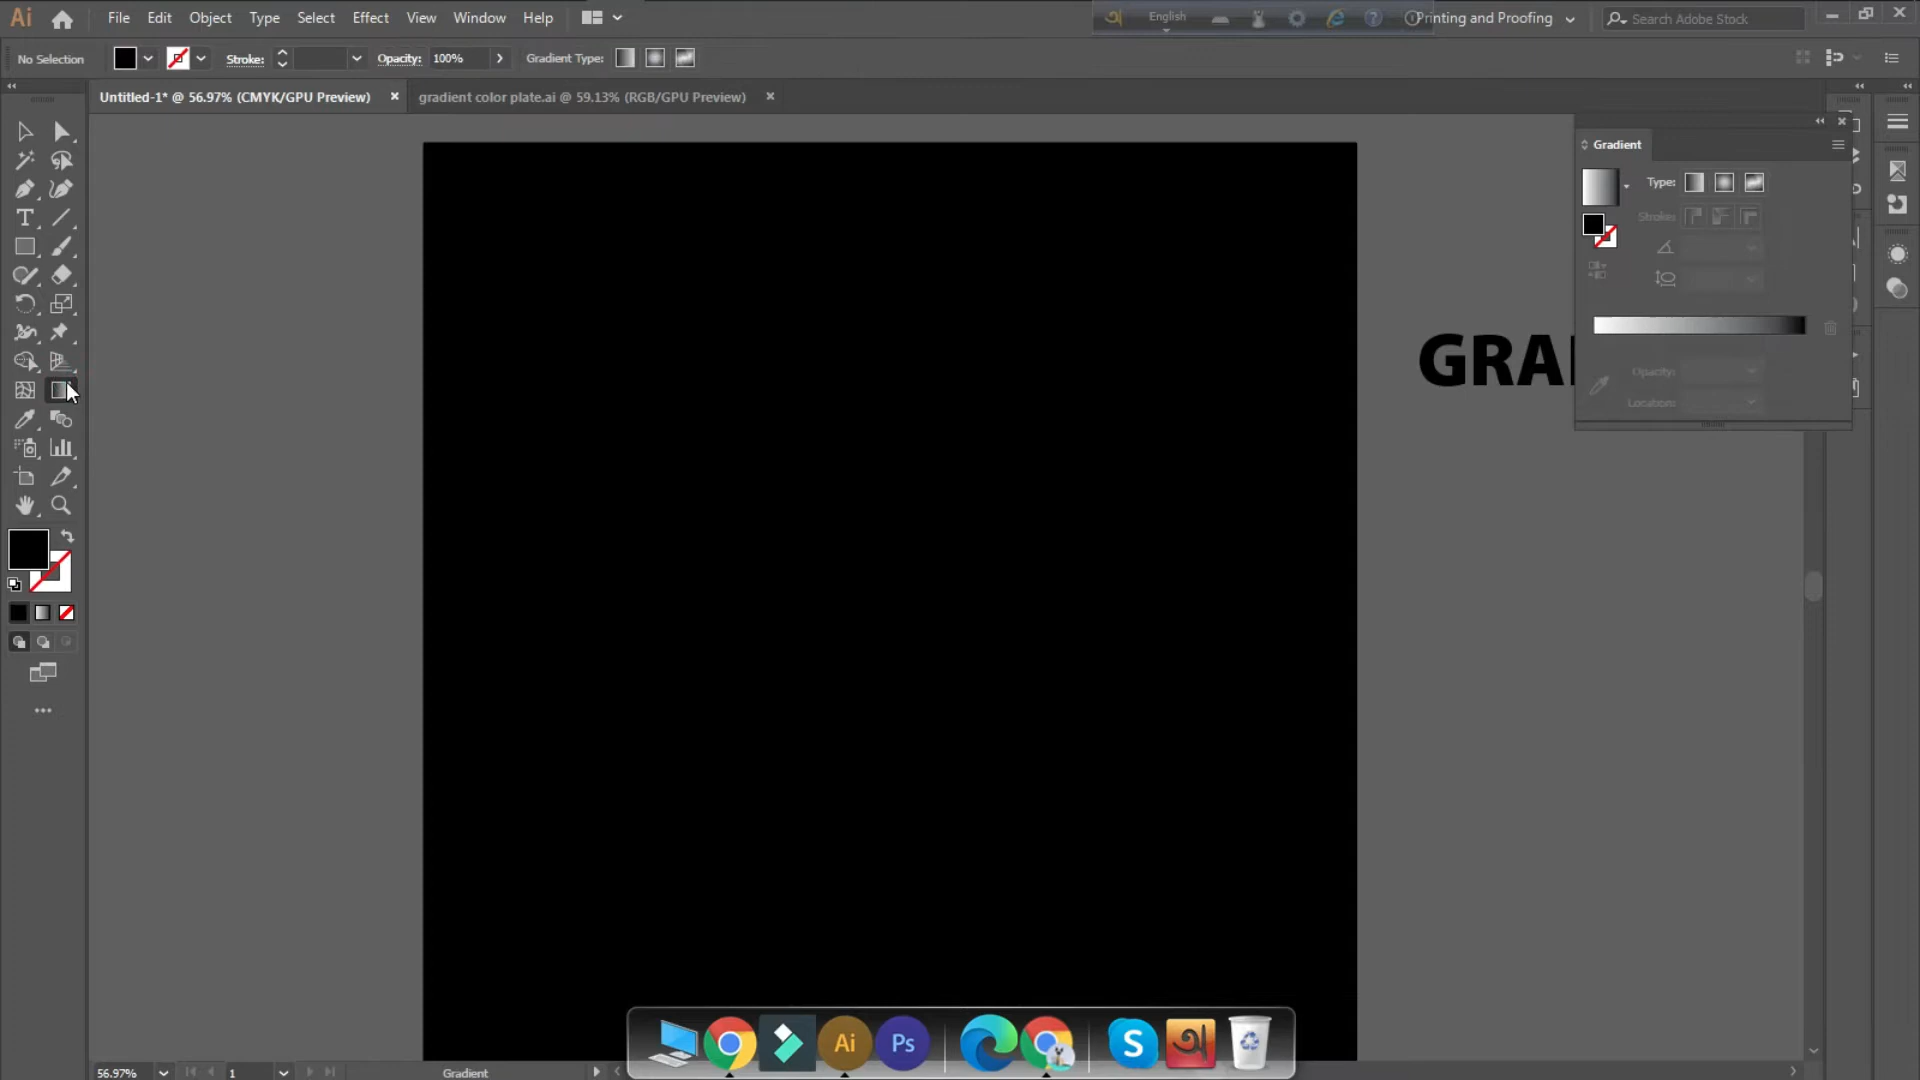 Ai File Edit Object Type Select Effect View Window Help
English
Printing and Proofing
Search Adobe Stock
No Selection
Stroke:
Opacity: 100%
Gradient Type:
Untitled-1* @ 56.97% (CMYK/GPU Preview)
gradient color plate.ai @ 59.13% (RGB/GPU Preview)
Gradient
Type:
Stroke:
Opacity:
Location:
GRA
Ai
Ps
S
অ
56.97%
1
Gradient